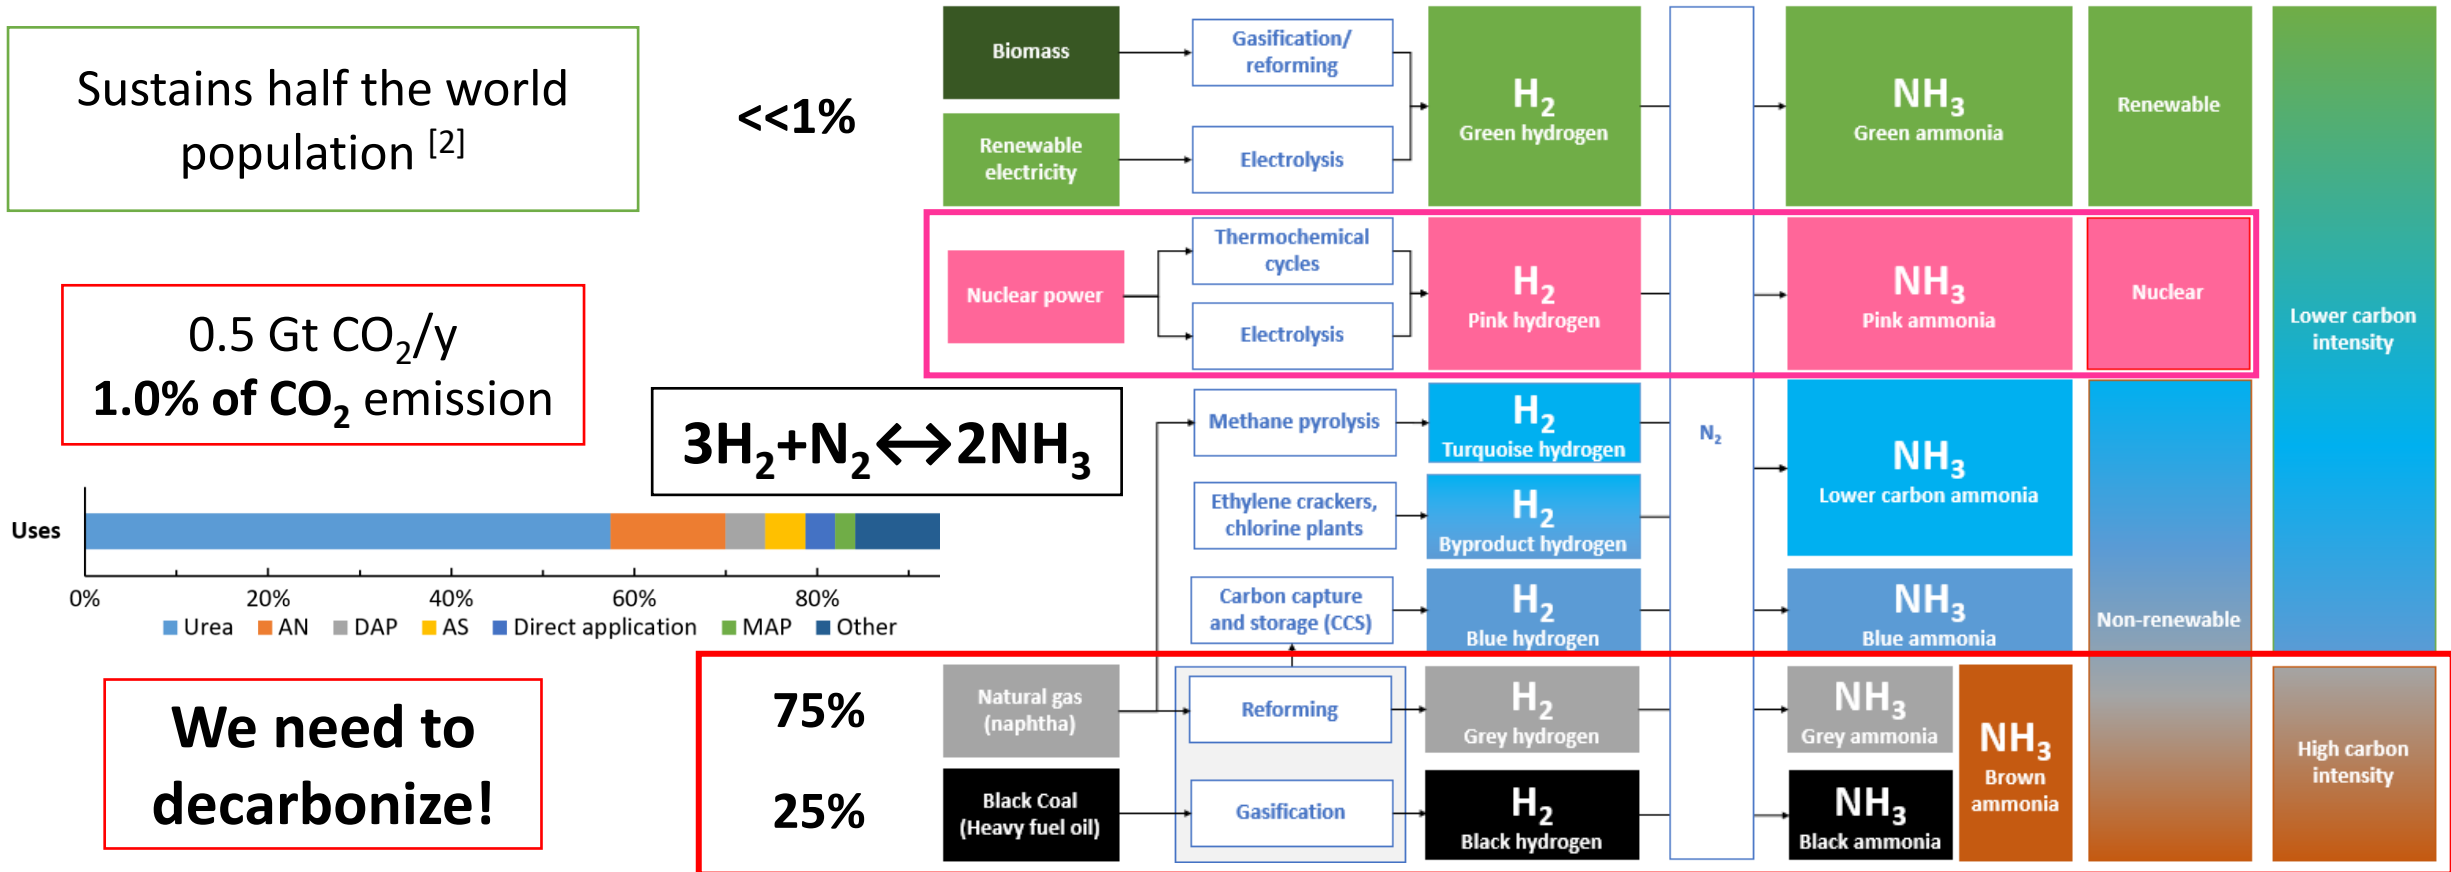 Sustains half the world
population [2]
0.5 Gt CO₂/y
1.0% of CO₂ emission
3H₂+N₂↔2NH₃
Uses
0%
20%
40%
60%
80%
Urea
AN
DAP
AS
Direct application
MAP
Other
We need to
decarbonize!
<<1%
75%
25%
Biomass
Gasification/
reforming
Renewable
electricity
Electrolysis
H₂
Green hydrogen
NH₃
Green ammonia
Renewable
Nuclear power
Thermochemical
cycles
Electrolysis
H₂
Pink hydrogen
NH₃
Pink ammonia
Nuclear
Lower carbon
intensity
Methane pyrolysis
H₂
Turquoise hydrogen
N₂
Ethylene crackers,
chlorine plants
H₂
Byproduct hydrogen
NH₃
Lower carbon ammonia
Carbon capture
and storage (CCS)
H₂
Blue hydrogen
NH₃
Blue ammonia
Non-renewable
Natural gas
(naphtha)
Reforming
H₂
Grey hydrogen
NH₃
Grey ammonia
Black Coal
(Heavy fuel oil)
Gasification
H₂
Black hydrogen
NH₃
Black ammonia
NH₃
Brown
ammonia
High carbon
intensity